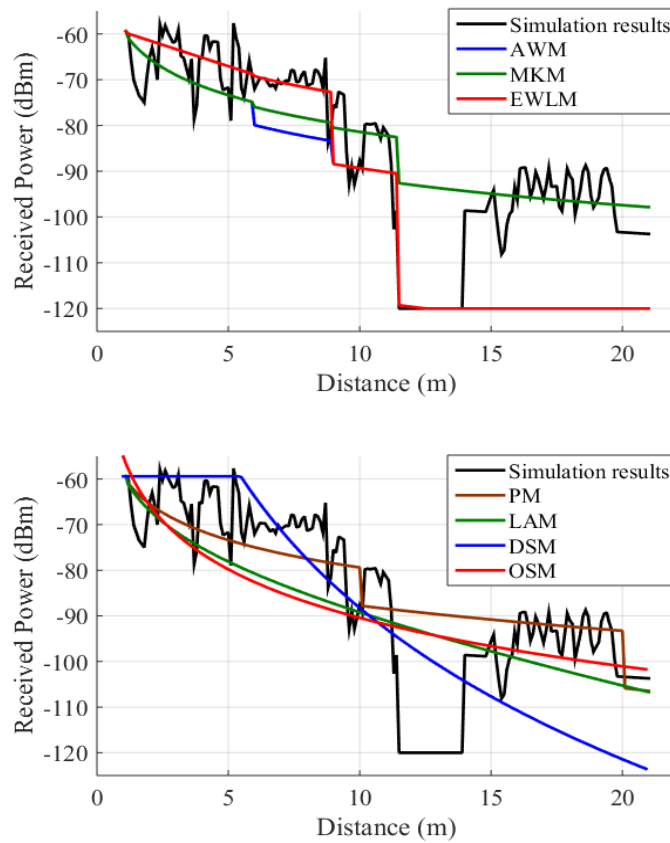 -60
-70
-80
-90
-100
-110
-120
0
5
10
15
20
Received Power (dBm)
Distance (m)
Simulation results
AWM
MKM
EWLM
-60
-70
-80
-90
-100
-110
-120
0
5
10
15
20
Received Power (dBm)
Distance (m)
Simulation results
PM
LAM
DSM
OSM